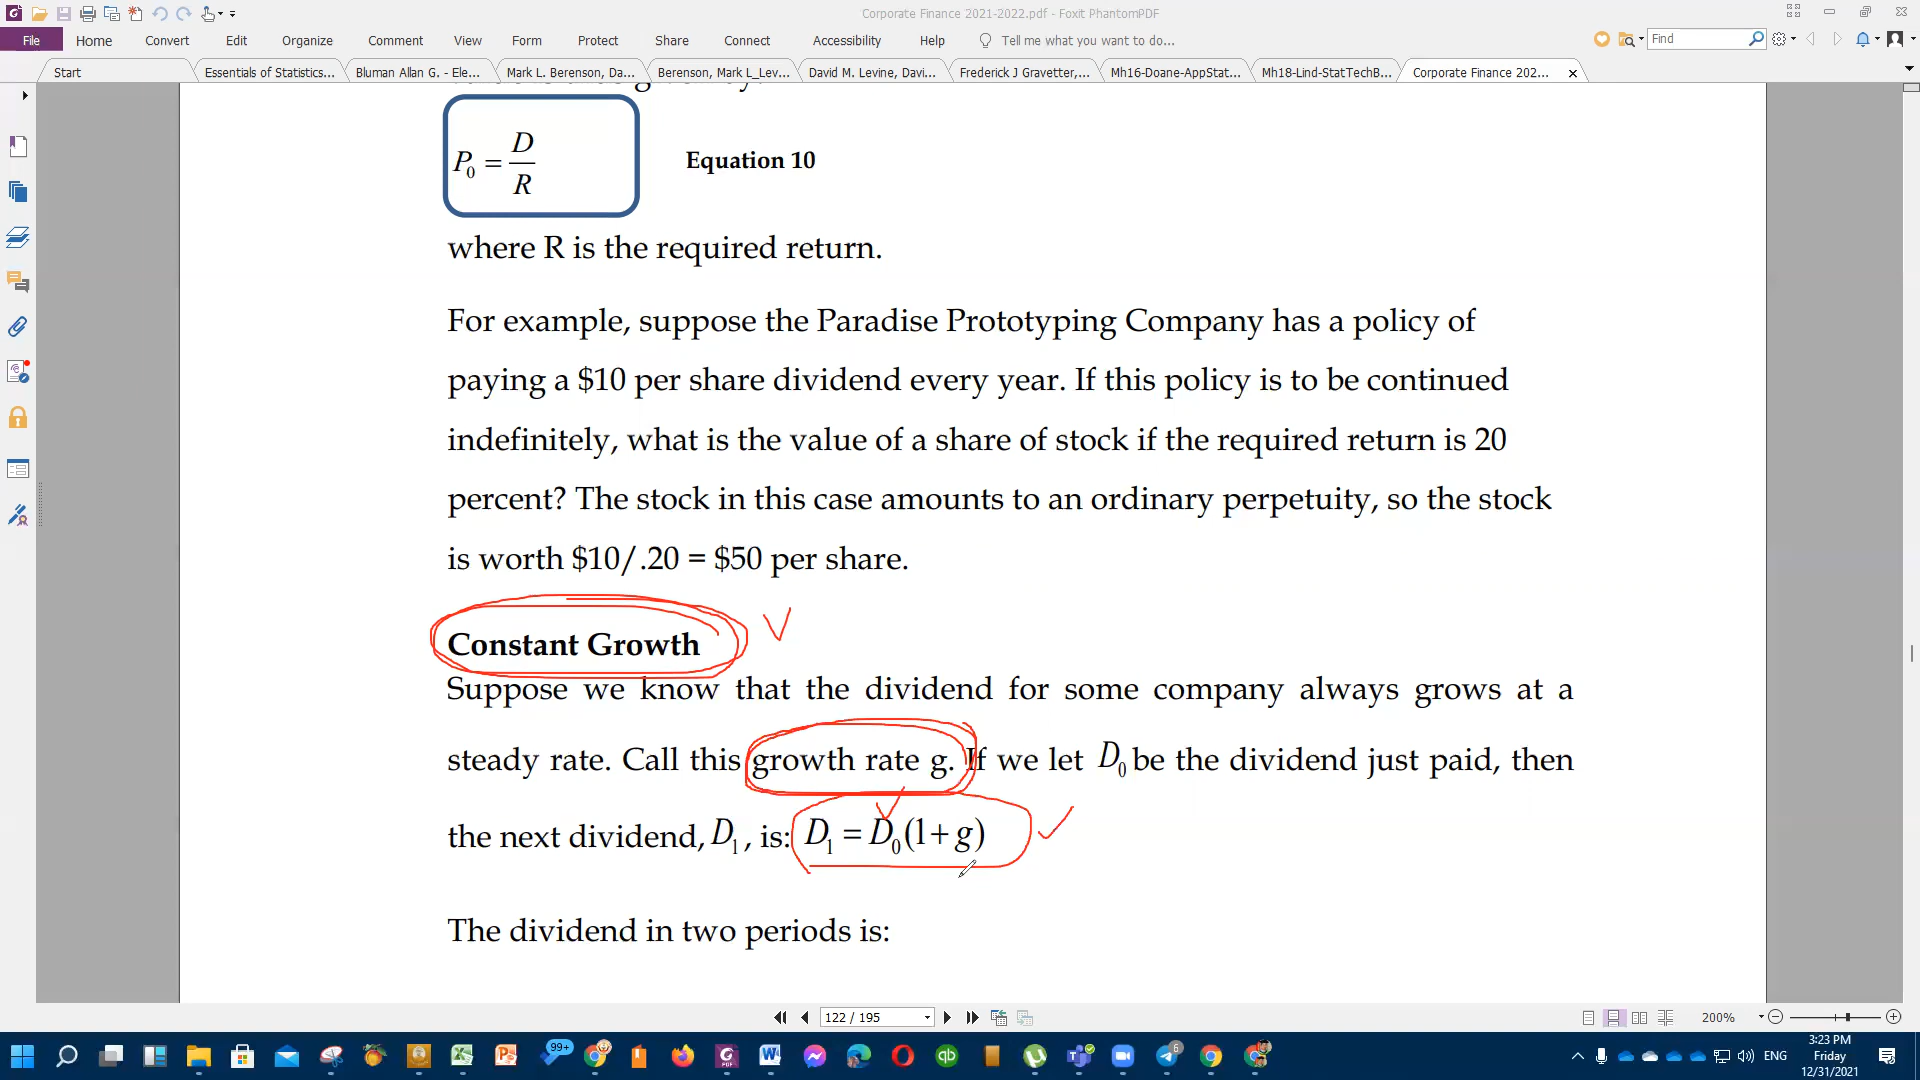 Corporate Finance 2021-2022.pdf - Foxit PhantomPDF
File Home Convert Edit Organize Comment View Form Protect Share Connect Accessibility Help Tell me what you want to do... Find
Start Essentials of Statistics... Bluman Allan G. - Ele... Mark L. Berenson, Da... Berenson, Mark L_Lev... David M. Levine, Davi... Frederick J Gravetter,... Mh16-Doane-AppStat... Mh18-Lind-StatTechB... Corporate Finance 202...
P₀ = D/R Equation 10
where R is the required return.
For example, suppose the Paradise Prototyping Company has a policy of
paying a $10 per share dividend every year. If this policy is to be continued
indefinitely, what is the value of a share of stock if the required return is 20
percent? The stock in this case amounts to an ordinary perpetuity, so the stock
is worth $10/.20 = $50 per share.
Constant Growth
Suppose we know that the dividend for some company always grows at a
steady rate. Call this growth rate g. If we let D₀ be the dividend just paid, then
the next dividend, D₁ , is: D₁ = D₀(1+g)
The dividend in two periods is:
122 / 195 200%
99+ 6 ENG
3:23 PM
Friday
12/31/2021